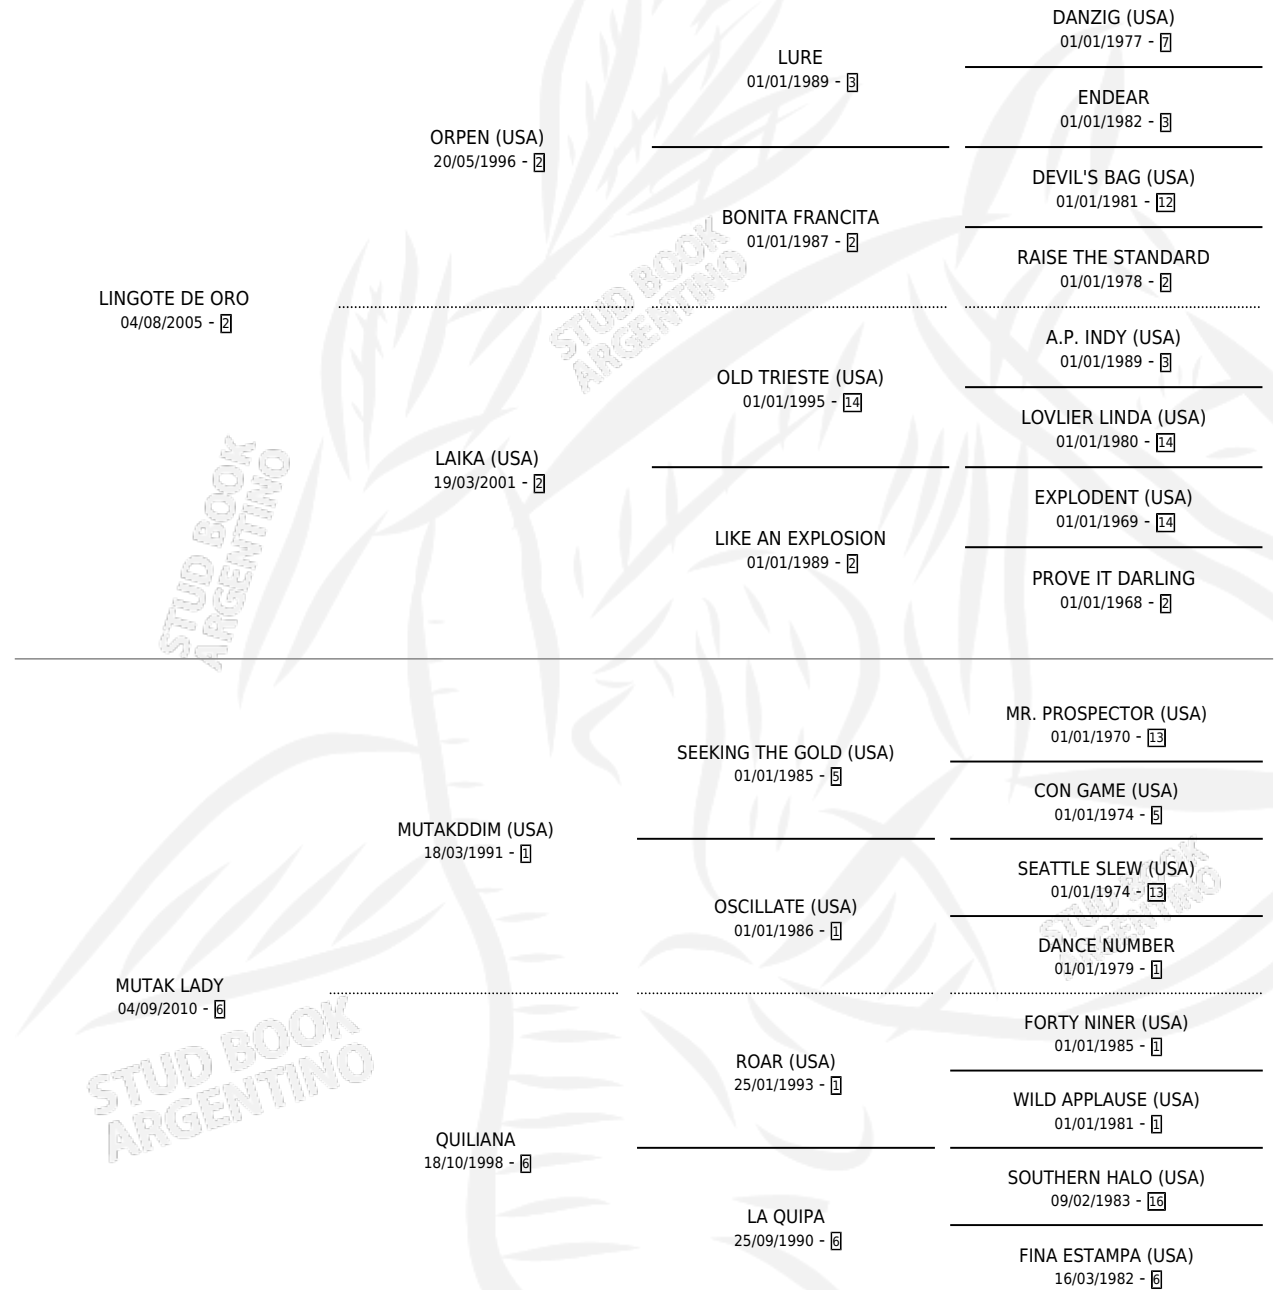 DANZIG (USA)
01/01/1977 - 7
LURE
01/01/1989 - 3
ENDEAR
01/01/1982 - 3
ORPEN (USA)
20/05/1996 - 2
DEVIL'S BAG (USA)
01/01/1981 - 12
BONITA FRANCITA
01/01/1987 - 2
RAISE THE STANDARD
01/01/1978 - 2
LINGOTE DE ORO
04/08/2005 - 2
STUD BOOK
ARGENTINO
A.P. INDY (USA)
01/01/1989 - 3
OLD TRIESTE (USA)
01/01/1995 - 14
LOVLIER LINDA (USA)
01/01/1980 - 14
LAIKA (USA)
19/03/2001 - 2
EXPLODENT (USA)
01/01/1969 - 14
LIKE AN EXPLOSION
01/01/1989 - 2
PROVE IT DARLING
01/01/1968 - 2
STUD BOOK
ARGENTINO
MR. PROSPECTOR (USA)
01/01/1970 - 13
SEEKING THE GOLD (USA)
01/01/1985 - 5
CON GAME (USA)
01/01/1974 - 5
MUTAKDDIM (USA)
18/03/1991 - 1
SEATTLE SLEW (USA)
01/01/1974 - 13
OSCILLATE (USA)
01/01/1986 - 1
STUD BOOK
ARGENTINO
DANCE NUMBER
01/01/1979 - 1
MUTAK LADY
04/09/2010 - 6
FORTY NINER (USA)
01/01/1985 - 1
STUD BOOK
ARGENTINO
ROAR (USA)
25/01/1993 - 1
WILD APPLAUSE (USA)
01/01/1981 - 1
QUILIANA
18/10/1998 - 6
SOUTHERN HALO (USA)
09/02/1983 - 16
LA QUIPA
25/09/1990 - 6
FINA ESTAMPA (USA)
16/03/1982 - 6